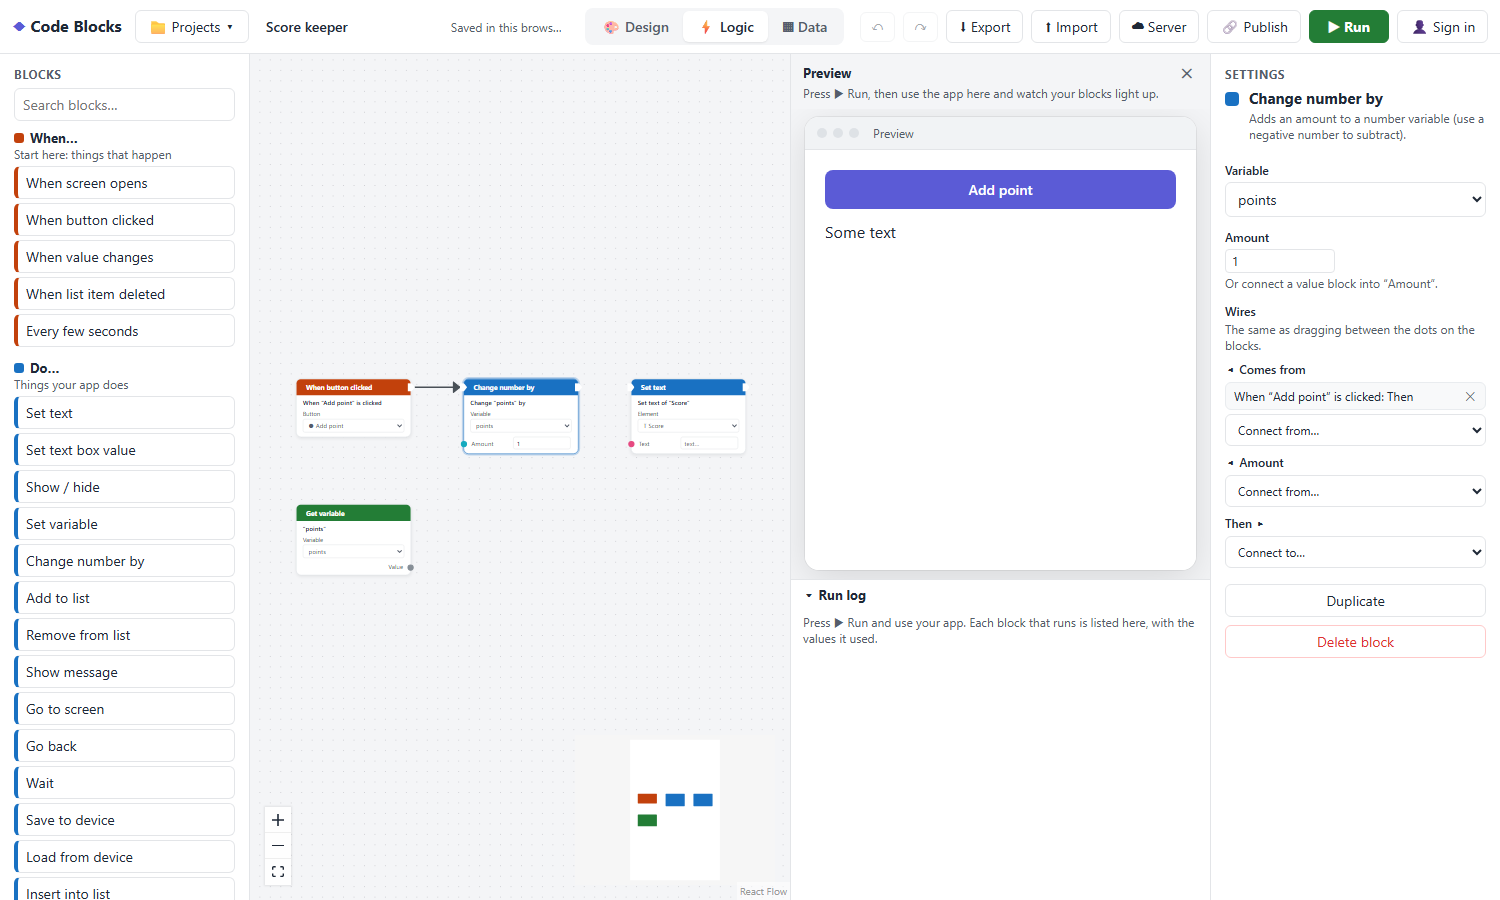 Code Blocks
Projects
Score keeper
Saved in this brows...
Design
Logic
Data
Export
Import
Server
Publish
Run
Sign in
BLOCKS
Search blocks...
When...
Start here: things that happen
When screen opens
When button clicked
When value changes
When list item deleted
Every few seconds
Do...
Things your app does
Set text
Set text box value
Show / hide
Set variable
Change number by
Add to list
Remove from list
Show message
Go to screen
Go back
Wait
Save to device
Load from device
Insert into list
When button clicked
When "Add point" is clicked
Button
Add point
Change number by
Change "points" by
Variable
points
Amount 1
Set text
Set text of "Score"
Element
Score
Text text...
Get variable
"points"
Variable
points
Value
React Flow
Preview
Press ▶ Run, then use the app here and watch your blocks light up.
Preview
Add point
Some text
Run log
Press ▶ Run and use your app. Each block that runs is listed here, with the
values it used.
SETTINGS
Change number by
Adds an amount to a number variable (use a
negative number to subtract).
Variable
points
Amount
1
Or connect a value block into “Amount”.
Wires
The same as dragging between the dots on the
blocks.
Comes from
When “Add point” is clicked: Then
Connect from...
Amount
Connect from...
Then
Connect to...
Duplicate
Delete block